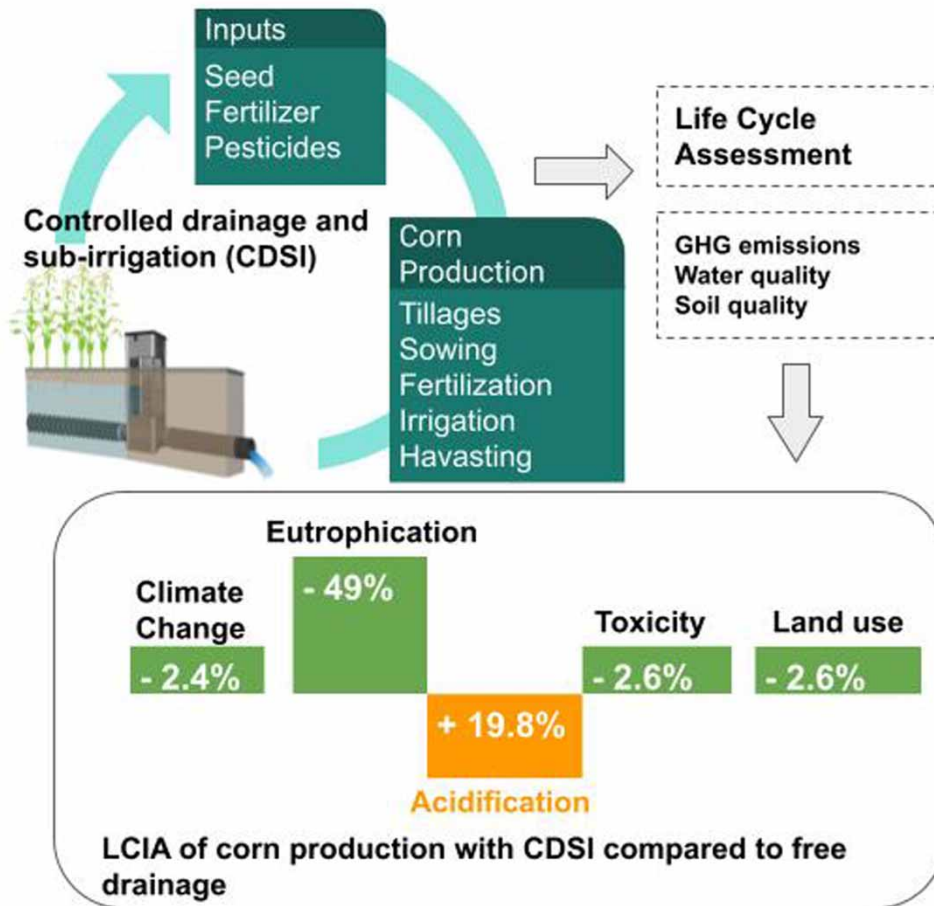 Inputs
Seed
Fertilizer
Pesticides
Life Cycle
Assessment
Controlled drainage and
sub-irrigation (CDSI)
Corn
Production
Tillages
Sowing
Fertilization
Irrigation
Havasting
GHG emissions
Water quality
Soil quality
Eutrophication
- 49%
Climate
Change
- 2.4%
Toxicity
- 2.6%
Land use
- 2.6%
+ 19.8%
Acidification
LCIA of corn production with CDSI compared to free
drainage